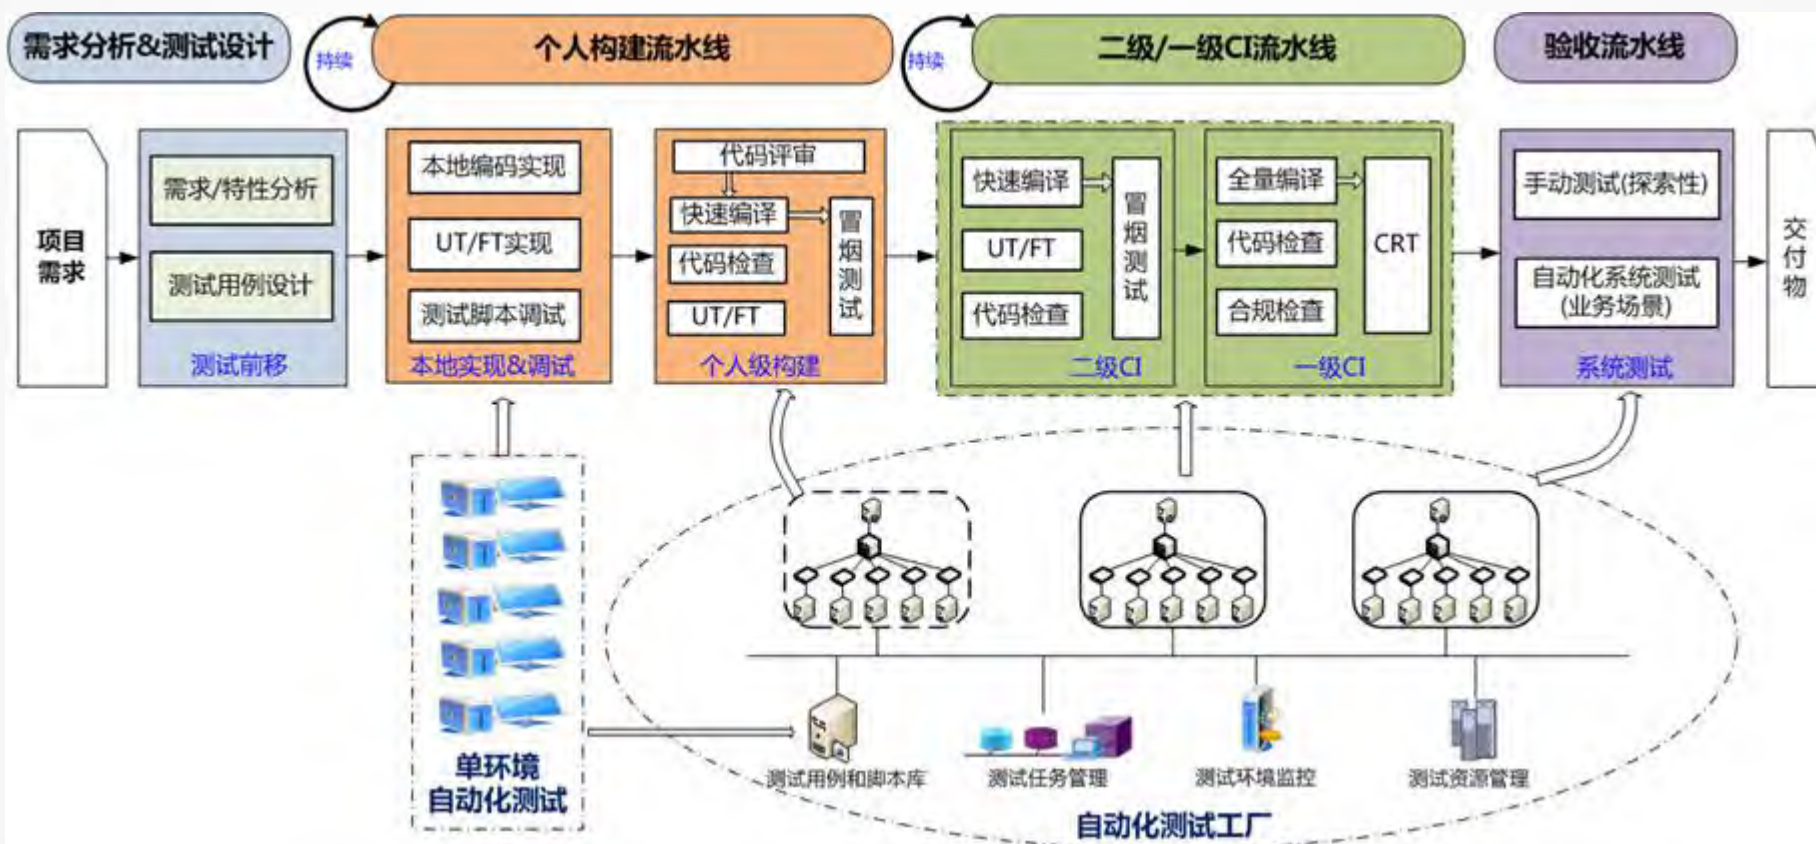 需求分析&测试设计
持续
个人构建流水线
持续
二级/一级CI流水线
验收流水线
项目
需求
需求/特性分析
测试用例设计
测试前移
本地编码实现
UT/FT实现
测试脚本调试
本地实现&调试
代码评审
快速编译
代码检查
UT/FT
冒烟测试
个人级构建
快速编译
UT/FT
代码检查
冒烟测试
二级CI
全量编译
代码检查
合规检查
CRT
一级CI
手动测试(探索性)
自动化系统测试
(业务场景)
系统测试
交付物
单环境
自动化测试
测试用例和脚本库
测试任务管理
测试环境监控
测试资源管理
自动化测试工厂